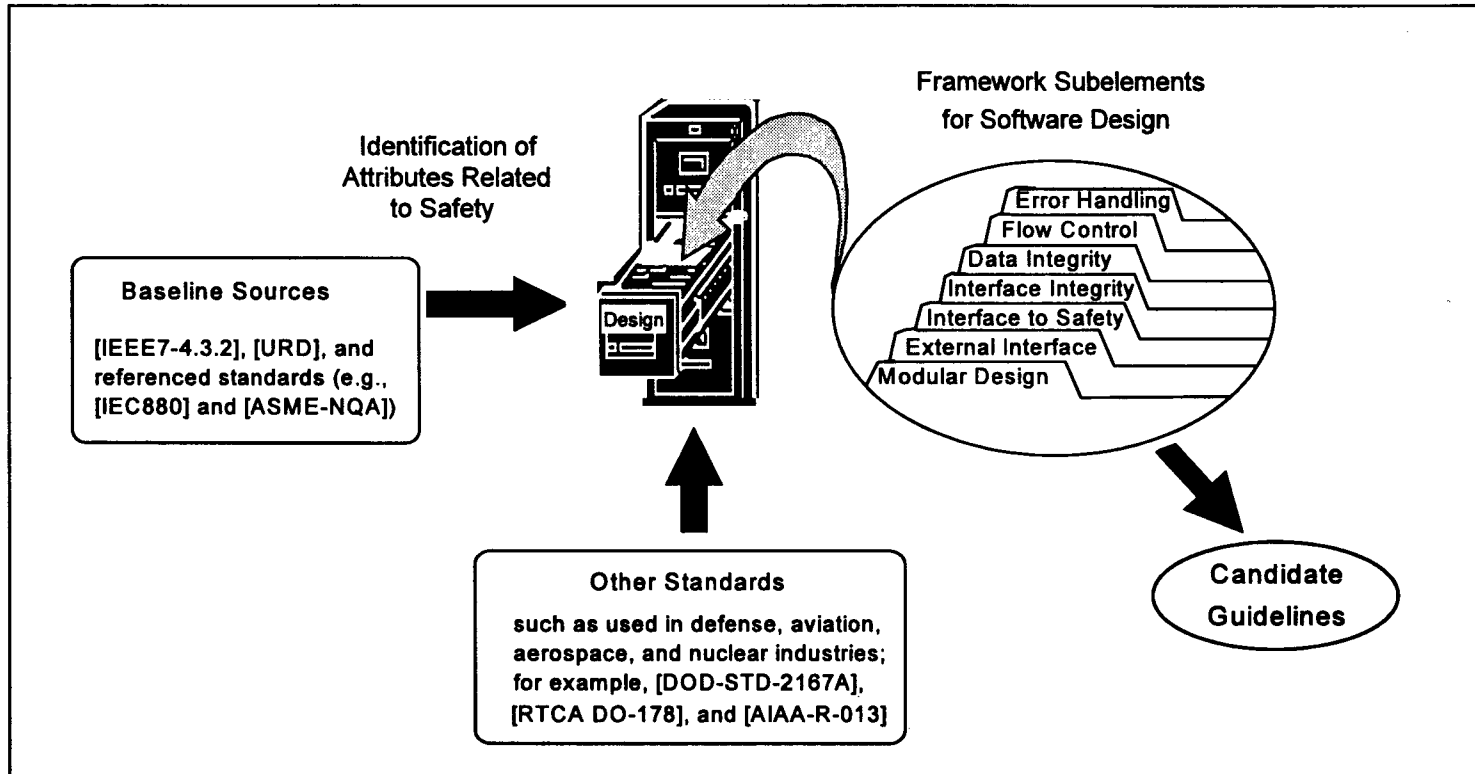 Framework Subelements
for Software Design
Identification of
Attributes Related
to Safety
Error Handling
Flow Control
Data Integrity
Interface Integrity
Interface to Safety
External Interface
Modular Design
Baseline Sources
[IEEE7-4.3.2], [URD], and
referenced standards (e.g.,
[IEC880] and [ASME-NQA])
Design
Other Standards
such as used in defense, aviation,
aerospace, and nuclear industries;
for example, [DOD-STD-2167A],
[RTCA DO-178], and [AIAA-R-013]
Candidate
Guidelines